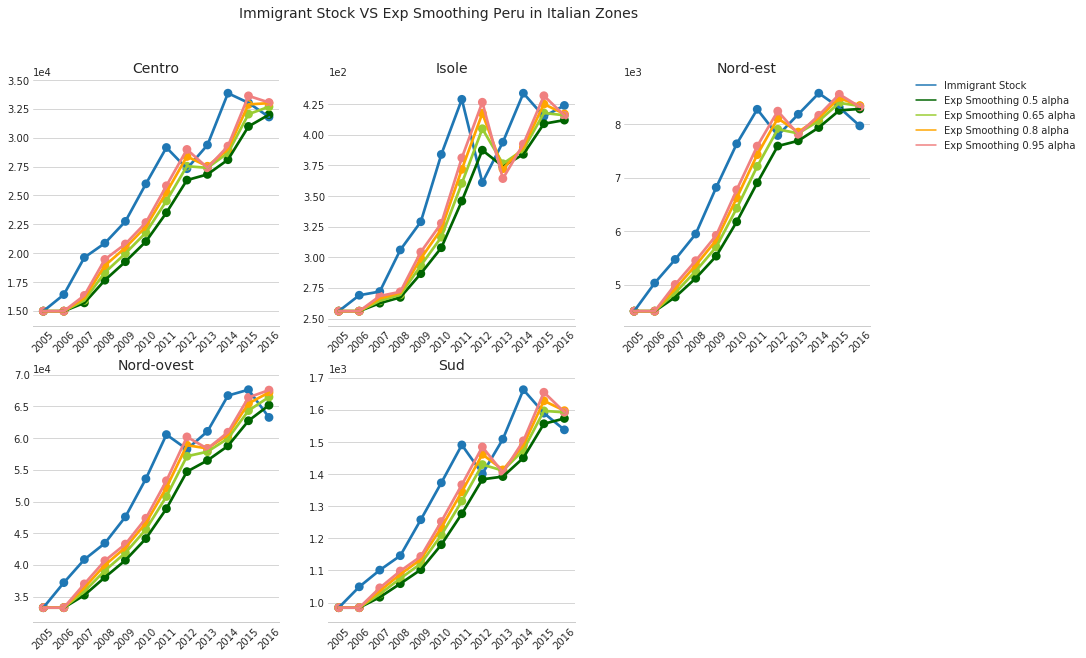 Immigrant Stock VS Exp Smoothing Peru in Italian Zones
Centro
1e4
3.50
3.25
3.00
2.75
2.50
2.25
2.00
1.75
1.50
2005 2006 2007 2008 2009 2010 2011 2012 2013 2014 2015 2016
Isole
1e2
4.25
4.00
3.75
3.50
3.25
3.00
2.75
2.50
2005 2006 2007 2008 2009 2010 2011 2012 2013 2014 2015 2016
Nord-est
1e3
8
7
6
5
2005 2006 2007 2008 2009 2010 2011 2012 2013 2014 2015 2016
Immigrant Stock
Exp Smoothing 0.5 alpha
Exp Smoothing 0.65 alpha
Exp Smoothing 0.8 alpha
Exp Smoothing 0.95 alpha
Nord-ovest
1e4
7.0
6.5
6.0
5.5
5.0
4.5
4.0
3.5
2005 2006 2007 2008 2009 2010 2011 2012 2013 2014 2015 2016
Sud
1e3
1.7
1.6
1.5
1.4
1.3
1.2
1.1
1.0
2005 2006 2007 2008 2009 2010 2011 2012 2013 2014 2015 2016